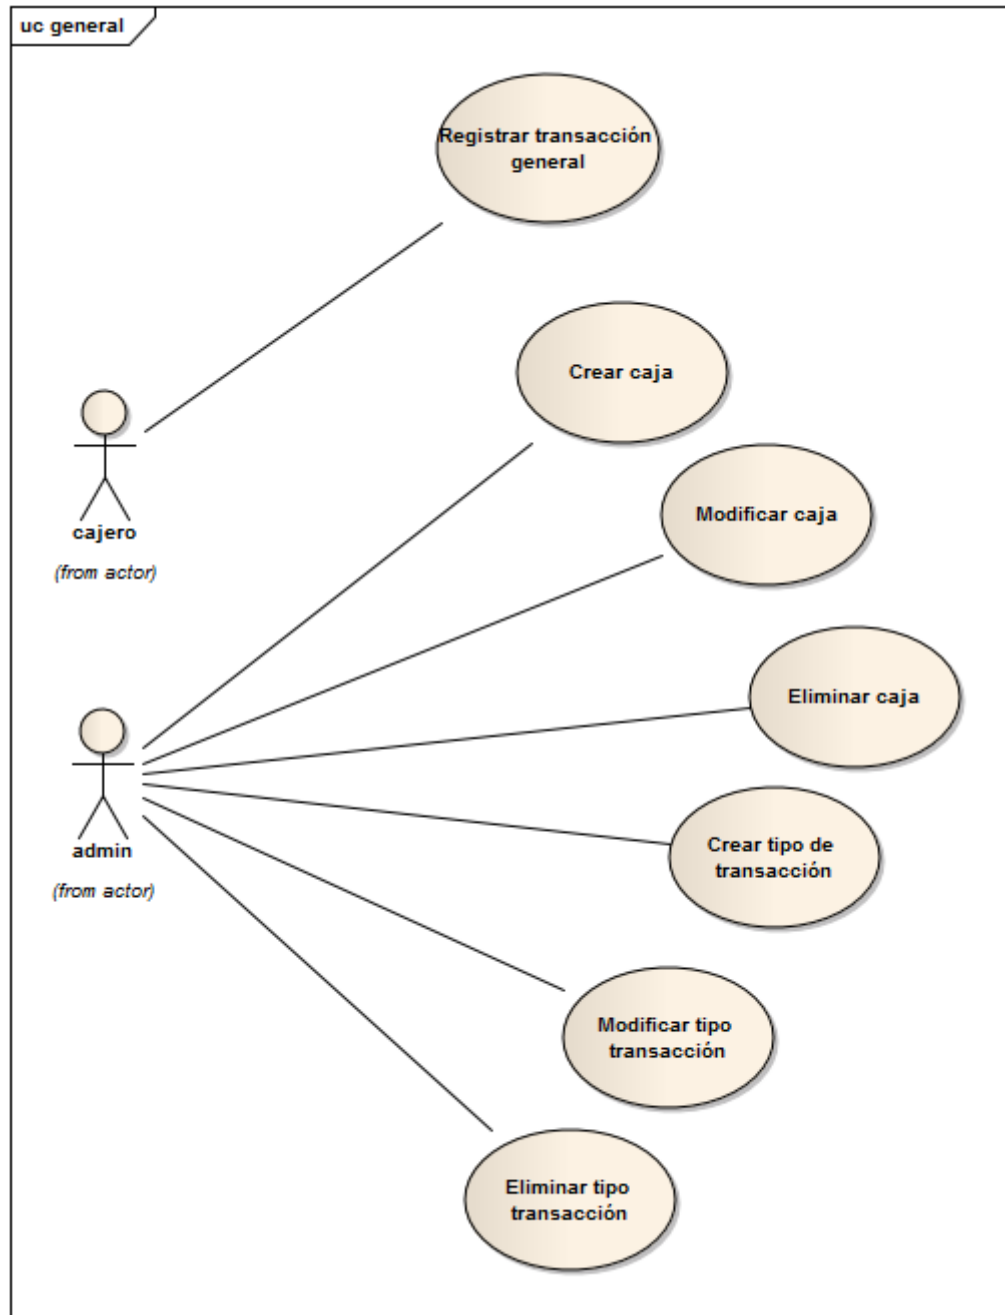 uc general
Registrar transacción
general
Crear caja
Modificar caja
cajero
(from actor)
Eliminar caja
admin
(from actor)
Crear tipo de
transacción
Modificar tipo
transacción
Eliminar tipo
transacción